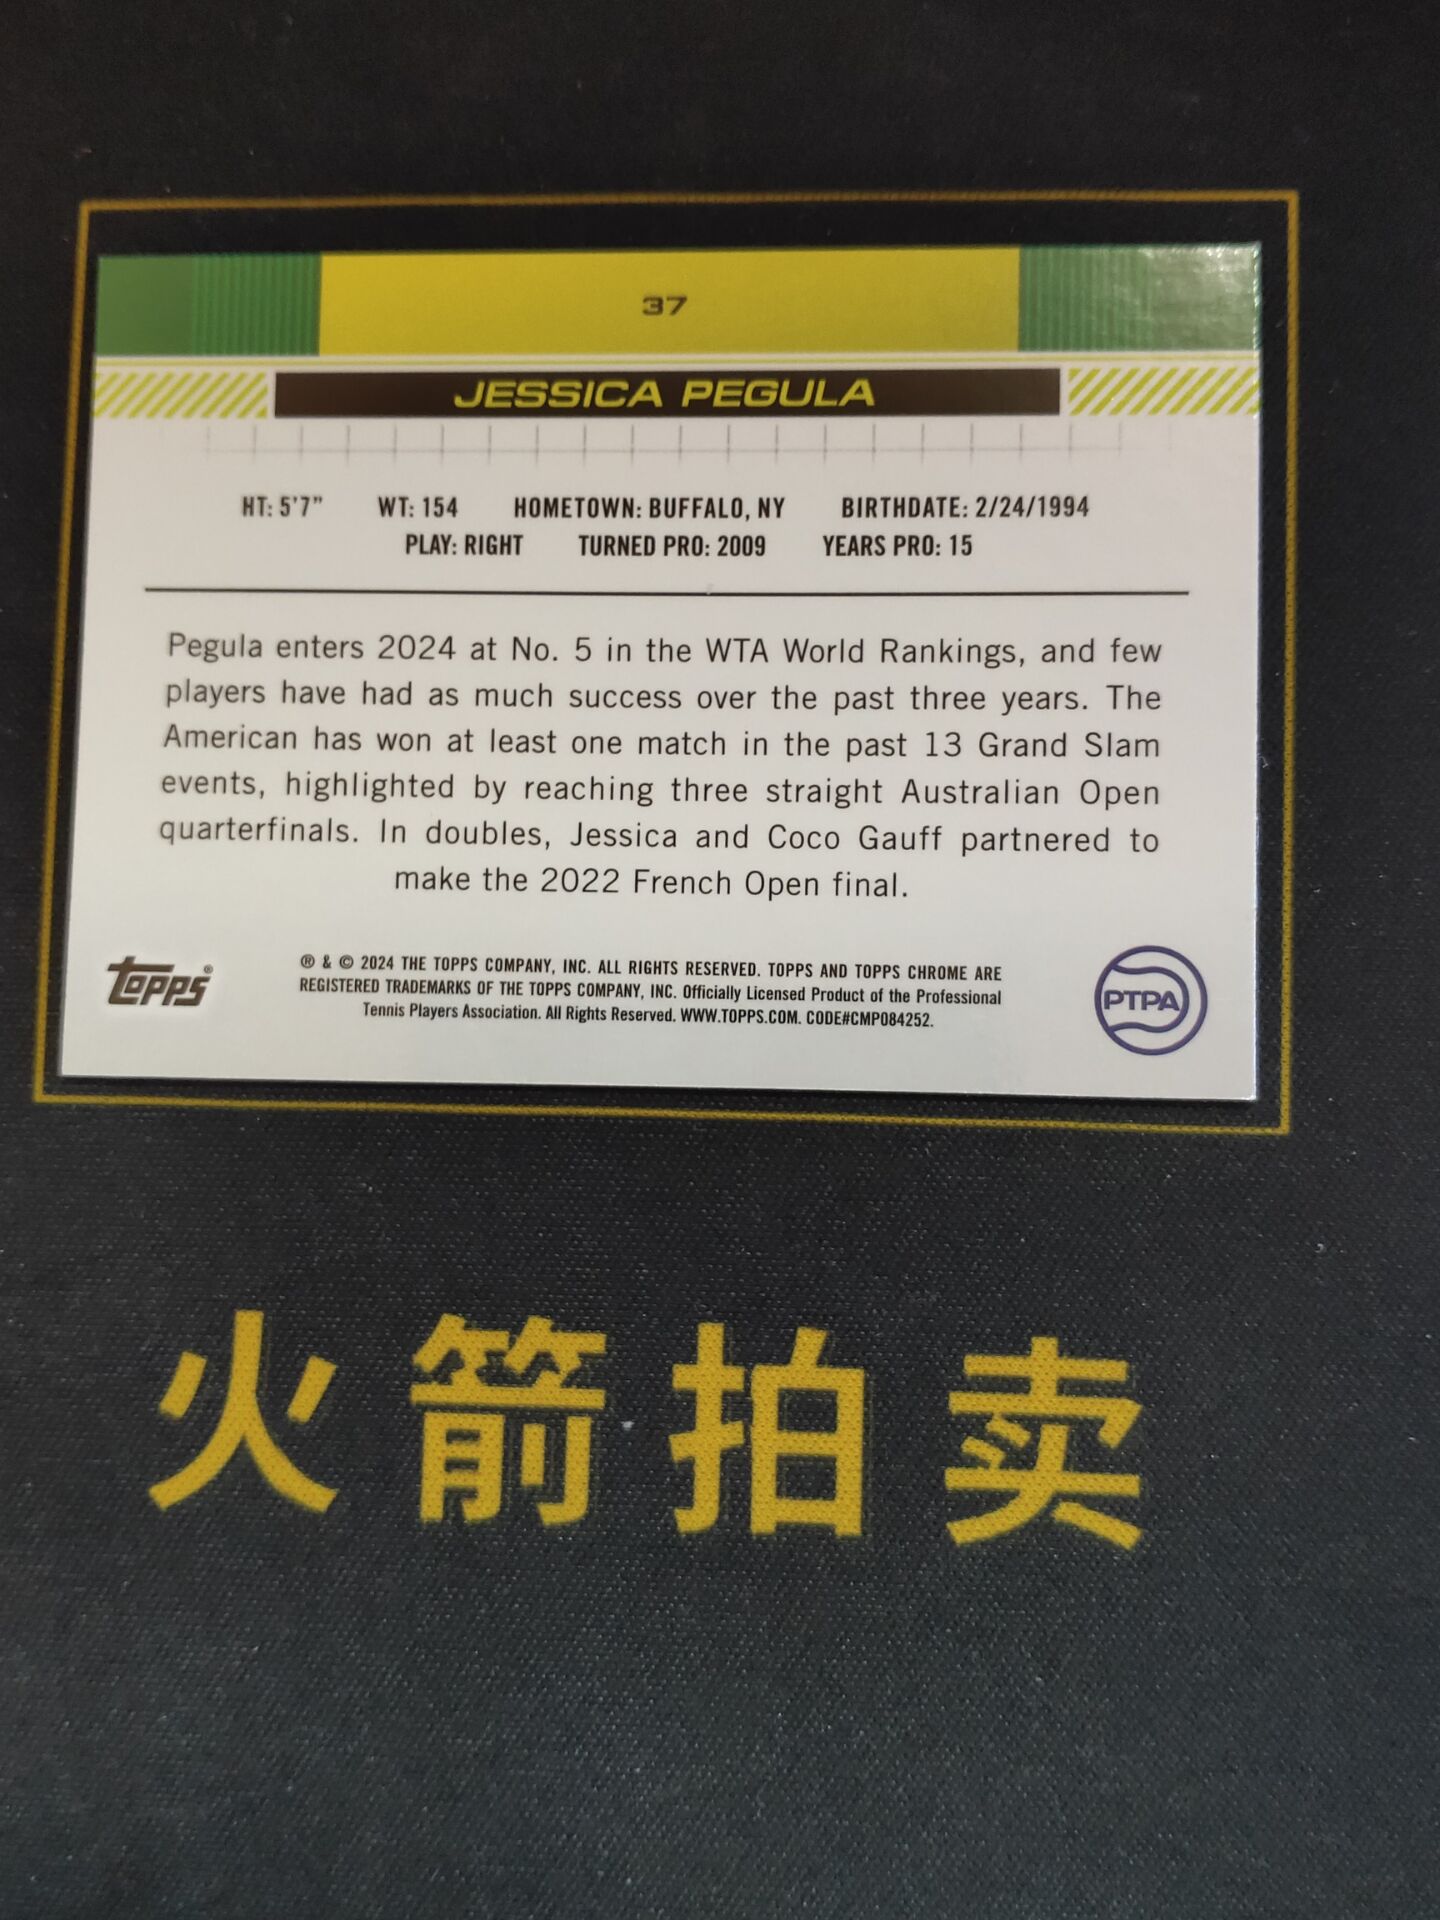 37
JESSICA PEGULA
HT: 5'7" WT: 154 HOMETOWN: BUFFALO, NY BIRTHDATE: 2/24/1994
PLAY: RIGHT TURNED PRO: 2009 YEARS PRO: 15
Pegula enters 2024 at No. 5 in the WTA World Rankings, and few
players have had as much success over the past three years. The
American has won at least one match in the past 13 Grand Slam
events, highlighted by reaching three straight Australian Open
quarterfinals. In doubles, Jessica and Coco Gauff partnered to
make the 2022 French Open final.
Topps®
® & © 2024 THE TOPPS COMPANY, INC. ALL RIGHTS RESERVED. TOPPS AND TOPPS CHROME ARE
REGISTERED TRADEMARKS OF THE TOPPS COMPANY, INC. Officially Licensed Product of the Professional
Tennis Players Association. All Rights Reserved. WWW.TOPPS.COM. CODE#CMP084252.
PTPA
火箭拍卖